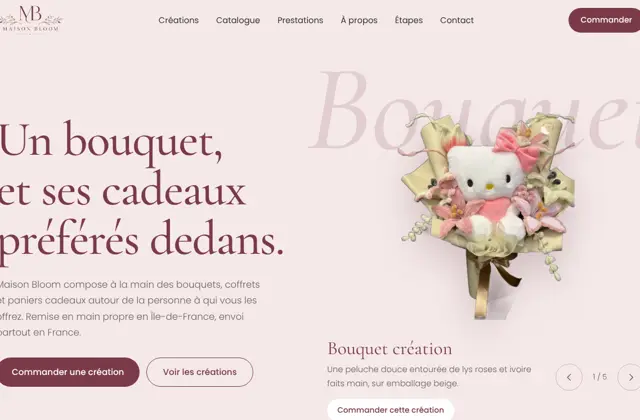 MB
MAISON BLOOM
Créations
Catalogue
Prestations
À propos
Étapes
Contact
Commander
Bouquet
Un bouquet,
et ses cadeaux
préférés dedans.
Maison Bloom compose à la main des bouquets, coffrets
et paniers cadeaux autour de la personne à qui vous les
offrez. Remise en main propre en Île-de-France, envoi
partout en France.
Commander une création
Voir les créations
Bouquet création
Une peluche douce entourée de lys roses et ivoire
faits main, sur emballage beige.
1 / 5
Commander cette création